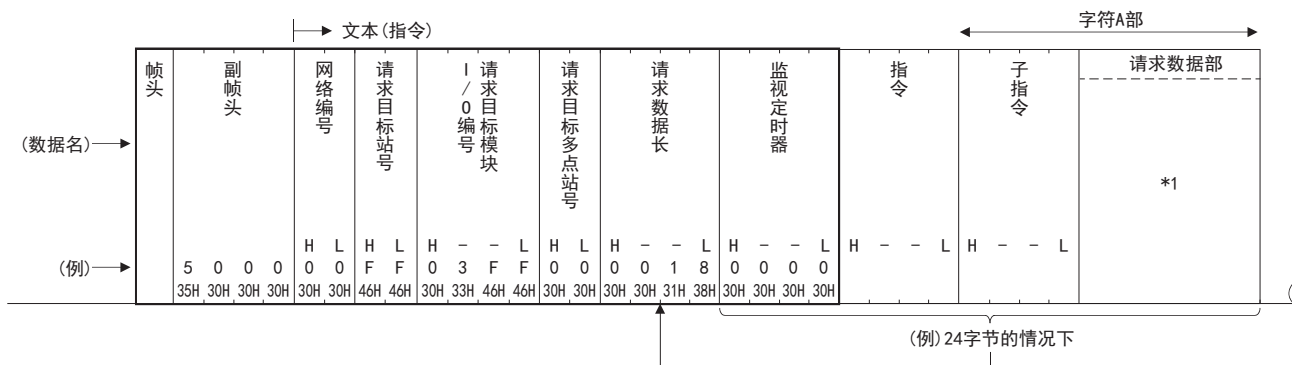 字符A部
文本(指令)
帧头
副帧头
网络编号
请求目标站号
请求目标模块
I/O编号
请求目标多点站号
请求数据长
监视定时器
指令
子指令
请求数据部
(数据名)
*1
H L H L H - - L H L H - - L H - - L H - - L H - - L
(例) 5 0 0 0 0 0 F F 0 3 F F 0 0 0 0 1 8 0 0 0 0
35H 30H 30H 30H 30H 30H 46H 46H 30H 33H 46H 46H 30H 30H 30H 30H 31H 38H 30H 30H 30H 30H
(例)24字节的情况下